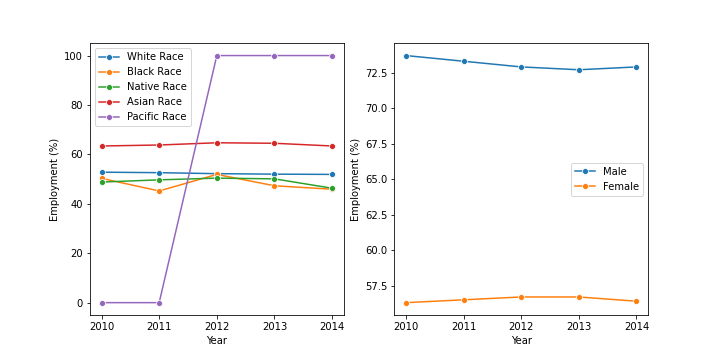 100
80
60
40
20
0
Employment (%)
White Race
Black Race
Native Race
Asian Race
Pacific Race
2010 2011 2012 2013 2014
Year
72.5
70.0
67.5
65.0
62.5
60.0
57.5
Employment (%)
Male
Female
2010 2011 2012 2013 2014
Year